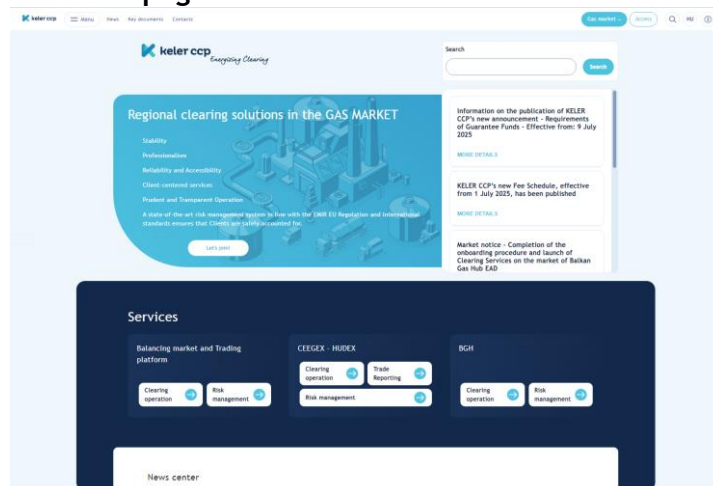 keler ccp
Menu
News
Key documents
Contacts
Gas market
Access
HU
keler ccp
Energizing Clearing
Search
Search
Regional clearing solutions in the GAS MARKET
Stability
Professionalism
Reliability and Accessibility
Client centered services
Prudent and Transparent Operation
A state-of-the-art risk management system in line with the EMIR EU Regulation and international
standards ensures that Clients are safely accounted for.
Let's join!
Information on the publication of KELER
CCP's new announcement - Requirements
of Guarantee Funds - Effective from: 9 July
2025
MORE DETAILS
KELER CCP's new Fee Schedule, effective
from 1 July 2025, has been published
MORE DETAILS
Market notice - Completion of the
onboarding procedure and launch of
Clearing Services on the market of Balkan
Gas Hub EAD
Services
Balancing market and Trading
platform
Clearing
operation
Risk
management
CEEGEX - HUDEX
Clearing
operation
Trade
Reporting
Risk management
BGH
Clearing
operation
Risk
management
News center